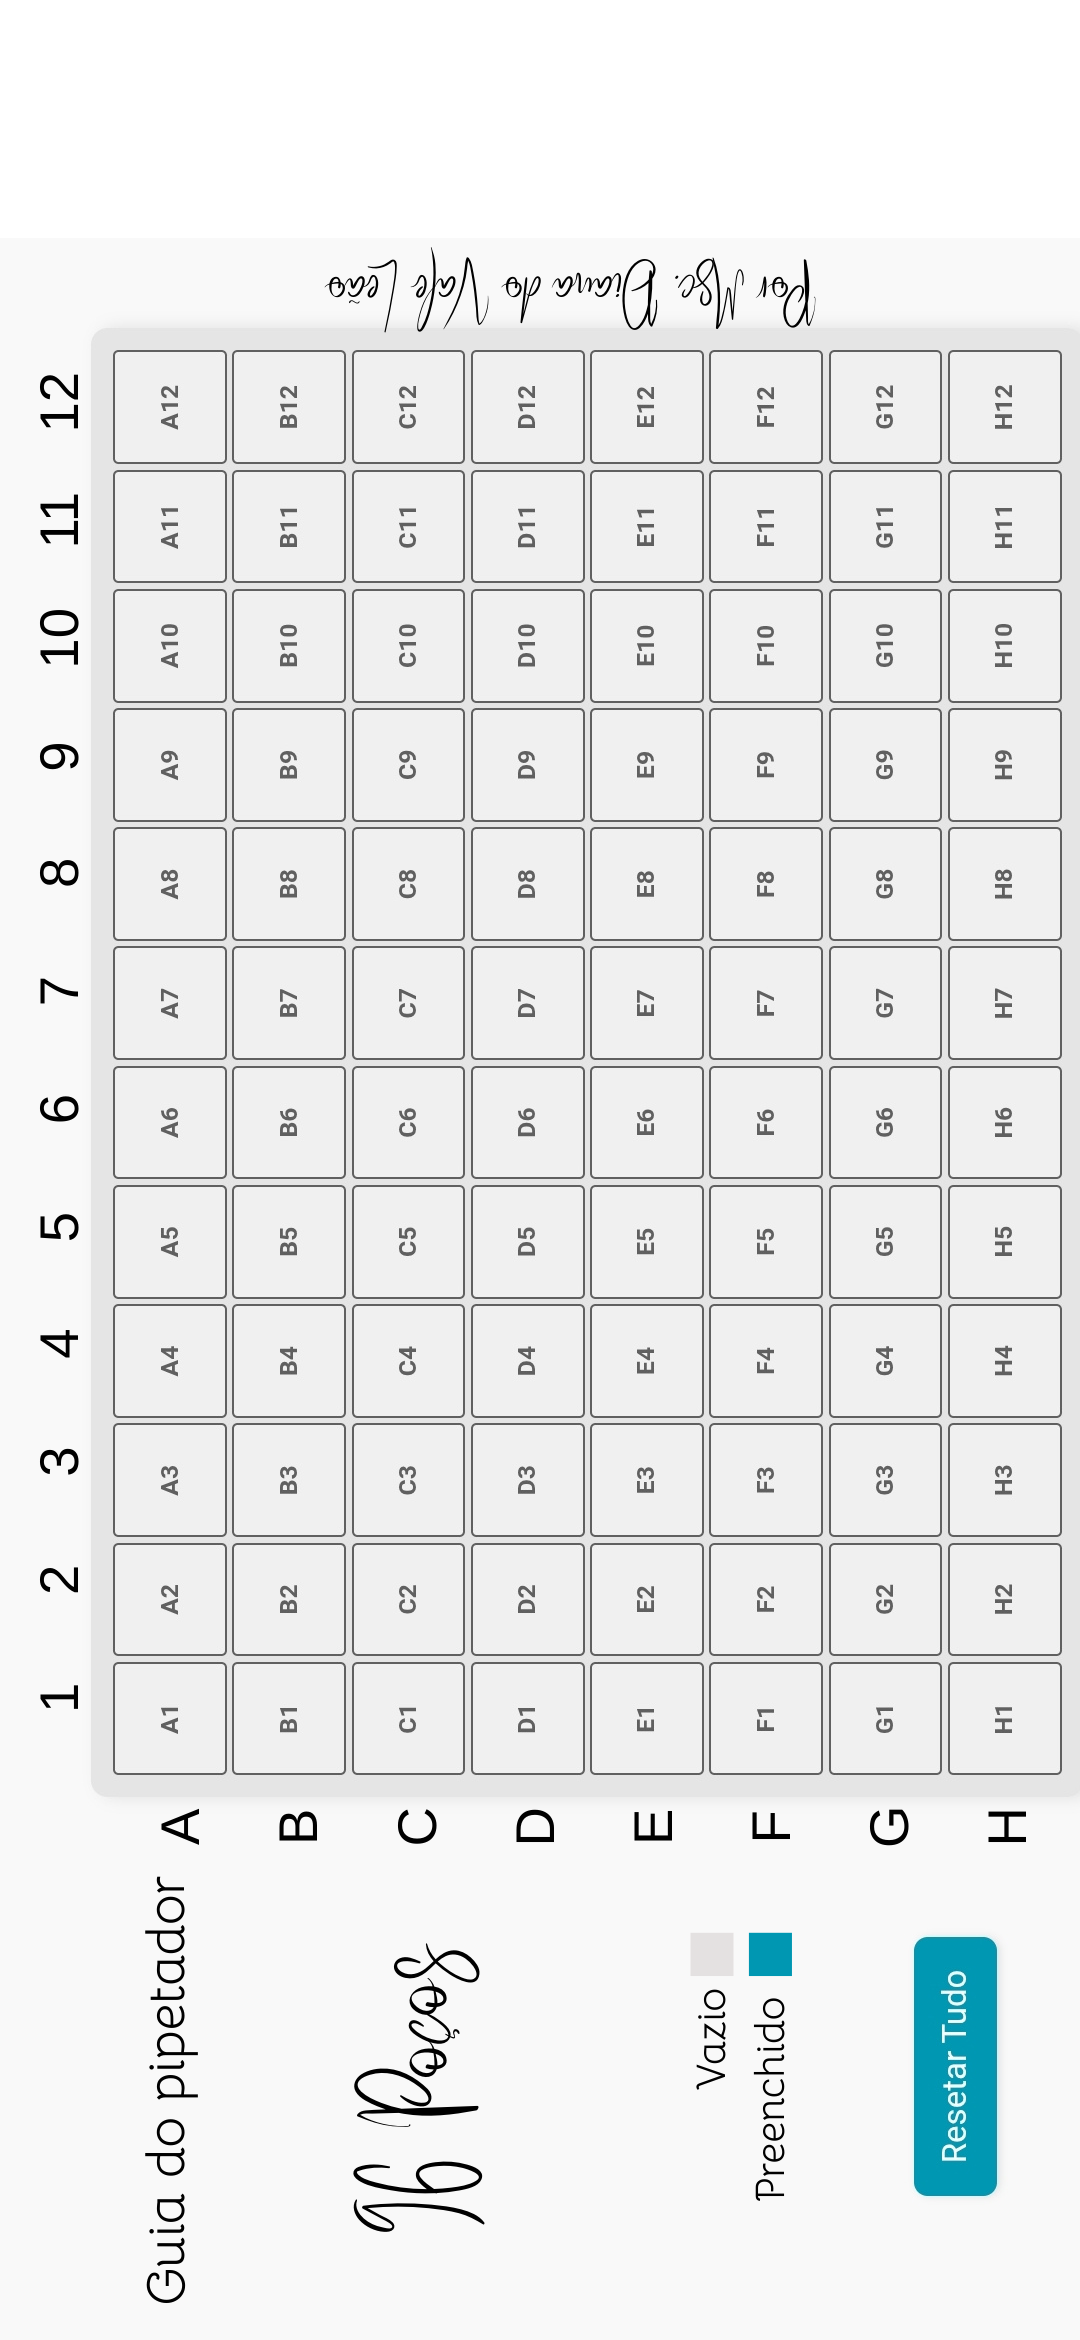 Guia do pipetador
96 Poços
Vazio
Preenchido
Resetar Tudo
1 2 3 4 5 6 7 8 9 10 11 12
A A1 A2 A3 A4 A5 A6 A7 A8 A9 A10 A11 A12
B B1 B2 B3 B4 B5 B6 B7 B8 B9 B10 B11 B12
C C1 C2 C3 C4 C5 C6 C7 C8 C9 C10 C11 C12
D D1 D2 D3 D4 D5 D6 D7 D8 D9 D10 D11 D12
E E1 E2 E3 E4 E5 E6 E7 E8 E9 E10 E11 E12
F F1 F2 F3 F4 F5 F6 F7 F8 F9 F10 F11 F12
G G1 G2 G3 G4 G5 G6 G7 G8 G9 G10 G11 G12
H H1 H2 H3 H4 H5 H6 H7 H8 H9 H10 H11 H12
Por Msc. Diana do Vale Leão